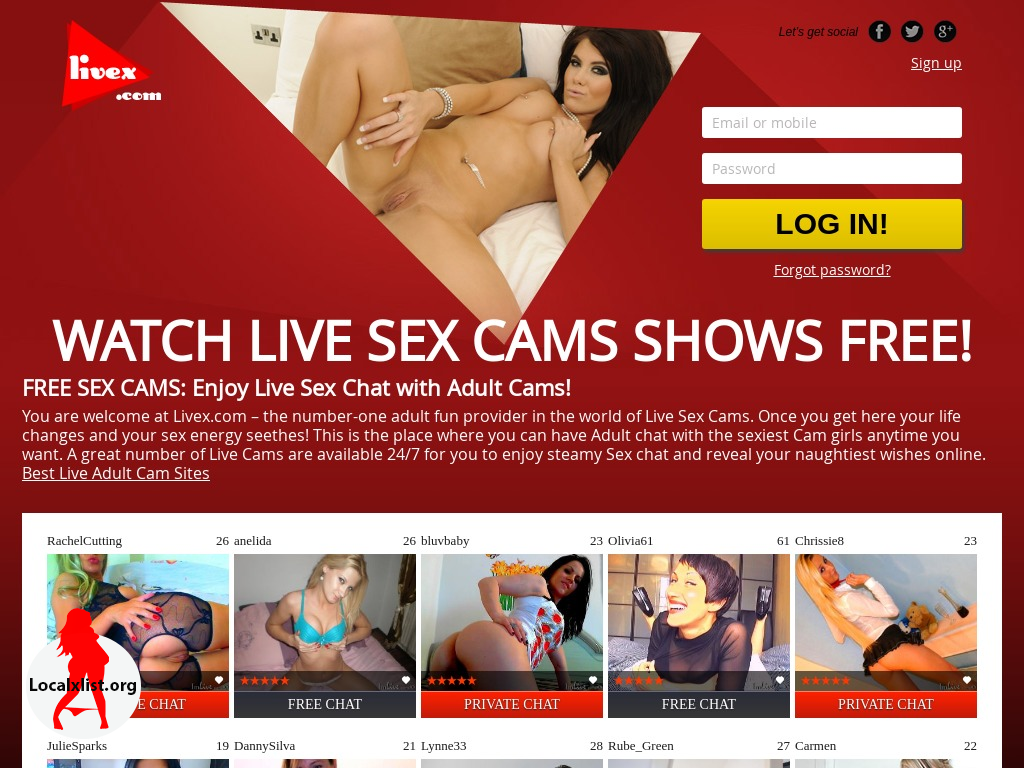 livex
.com
Let's get social
Sign up
Email or mobile
Password
LOG IN!
Forgot password?
WATCH LIVE SEX CAMS SHOWS FREE!
FREE SEX CAMS: Enjoy Live Sex Chat with Adult Cams!
You are welcome at Livex.com – the number-one adult fun provider in the world of Live Sex Cams. Once you get here your life
changes and your sex energy seethes! This is the place where you can have Adult chat with the sexiest Cam girls anytime you
want. A great number of Live Cams are available 24/7 for you to enjoy steamy Sex chat and reveal your naughtiest wishes online.
Best Live Adult Cam Sites
RachelCutting 26 anelida 26 bluvbaby 23 Olivia61 61 Chrissie8 23
Localxlist.org
CHAT FREE CHAT PRIVATE CHAT FREE CHAT PRIVATE CHAT
JulieSparks 19 DannySilva 21 Lynne33 28 Rube_Green 27 Carmen 22